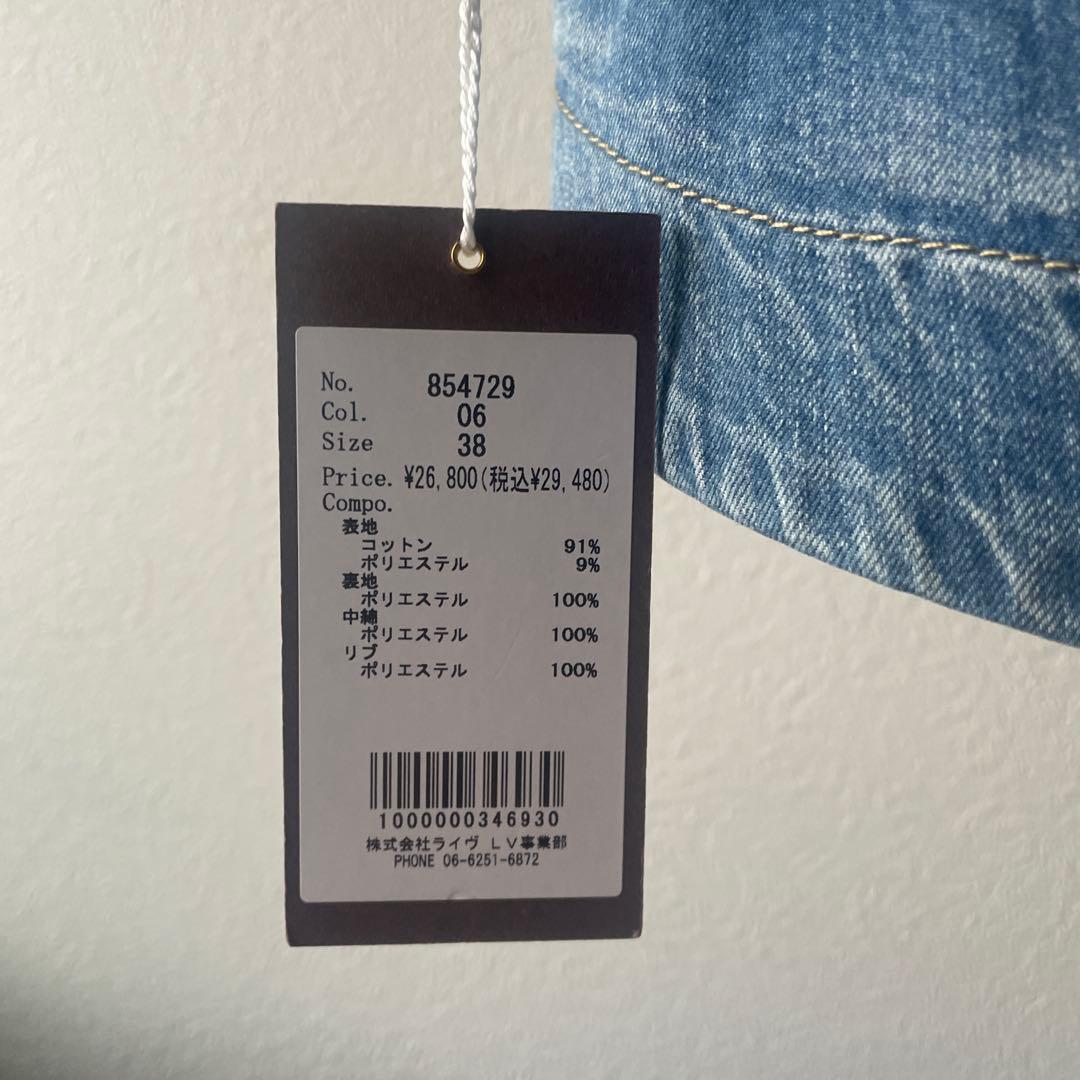 No. 854729
Col. 06
Size 38
Price. ¥26,800(税込¥29,480)
Compo.
表地
コットン 91%
ポリエステル 9%
裏地
ポリエステル 100%
中綿
ポリエステル 100%
リブ
ポリエステル 100%
1000000346930
株式会社ライヴ LV事業部
PHONE 06-6251-6872